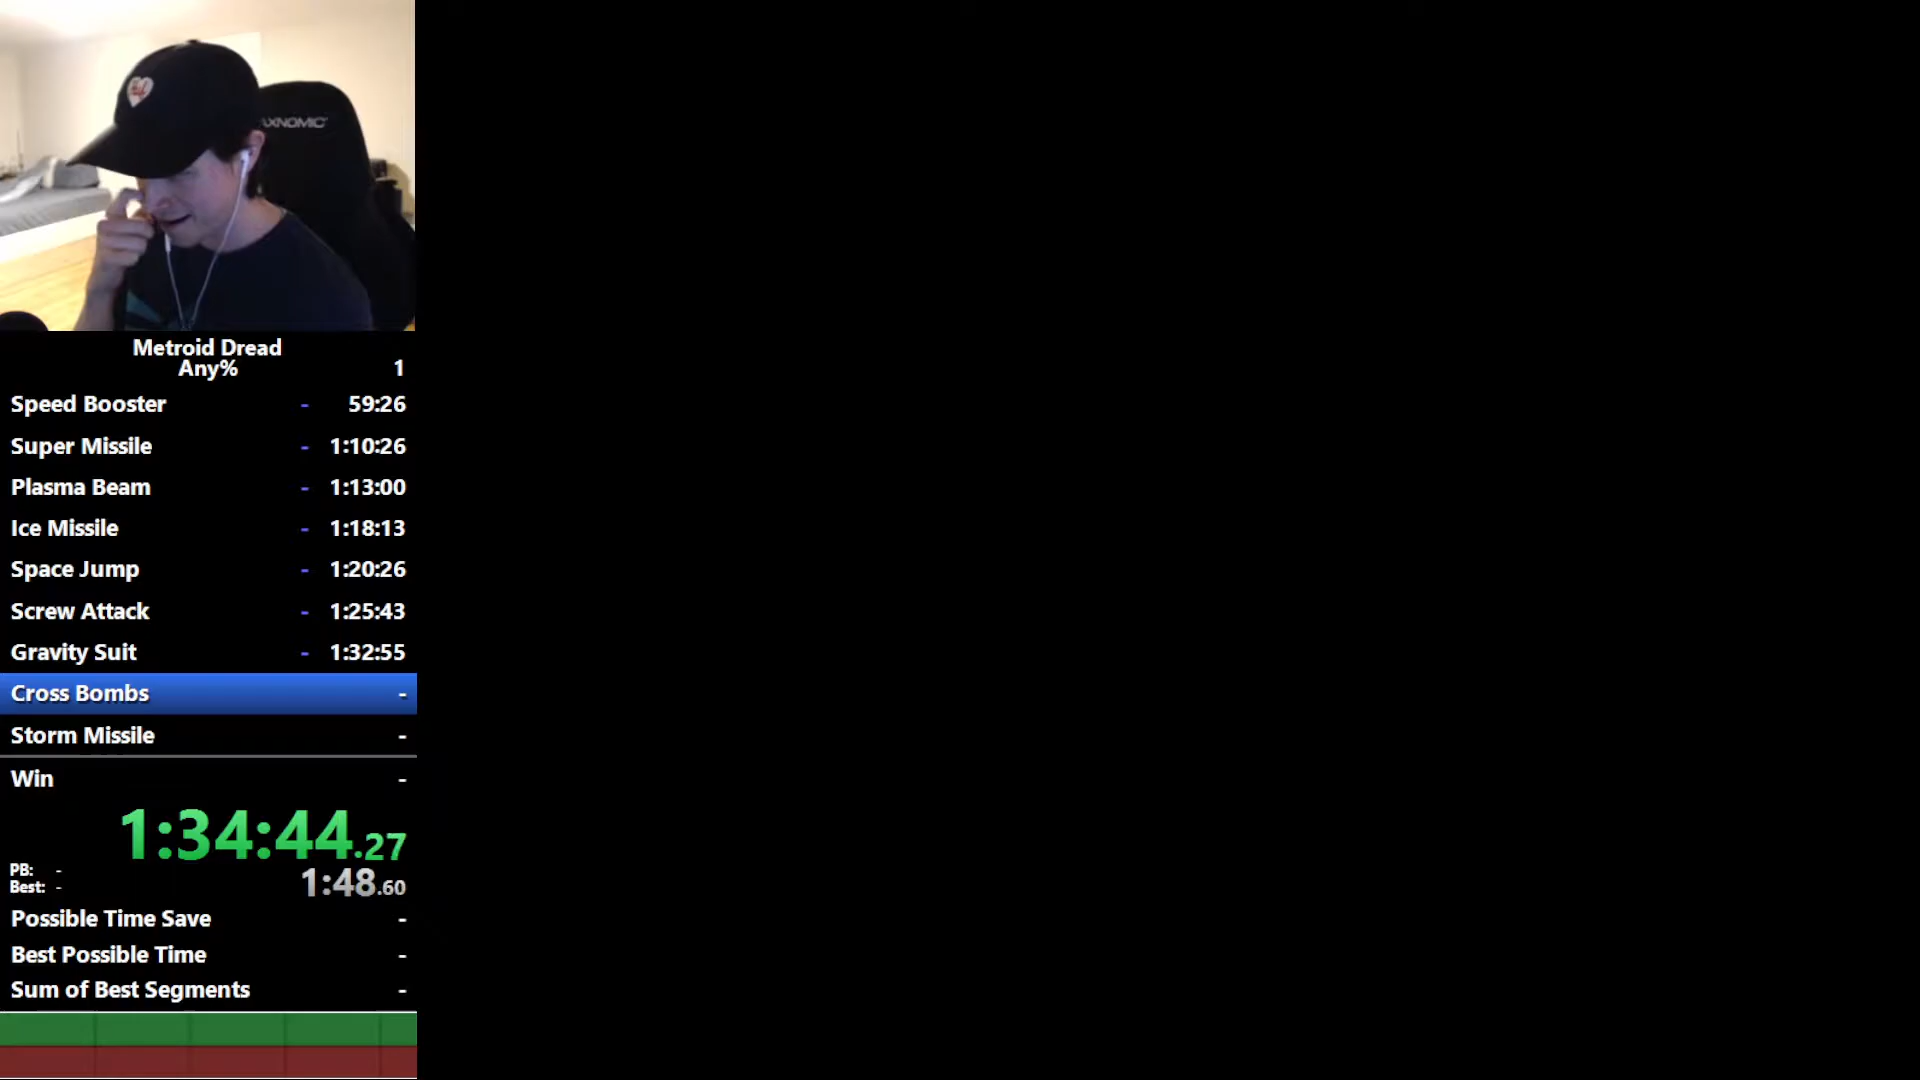 AXNOMIC
Metroid Dread
Any% 1
Speed Booster - 59:26
Super Missile - 1:10:26
Plasma Beam - 1:13:00
Ice Missile - 1:18:13
Space Jump - 1:20:26
Screw Attack - 1:25:43
Gravity Suit - 1:32:55
Cross Bombs -
Storm Missile -
Win -
1:34:44.27
PB: -
Best: -
1:48.60
Possible Time Save -
Best Possible Time -
Sum of Best Segments -